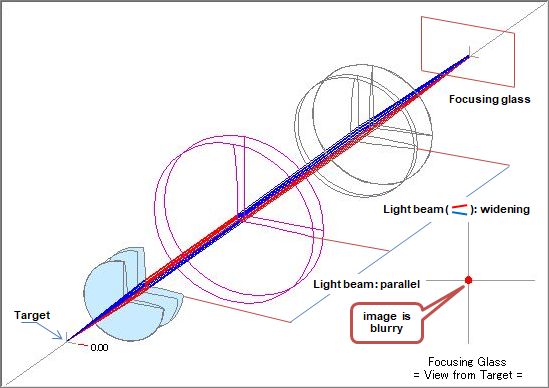 Focusing glass
Light beam ( ): widening
Light beam : parallel
Target
0.00
image is
blurry
Focusing Glass
= View from Target =